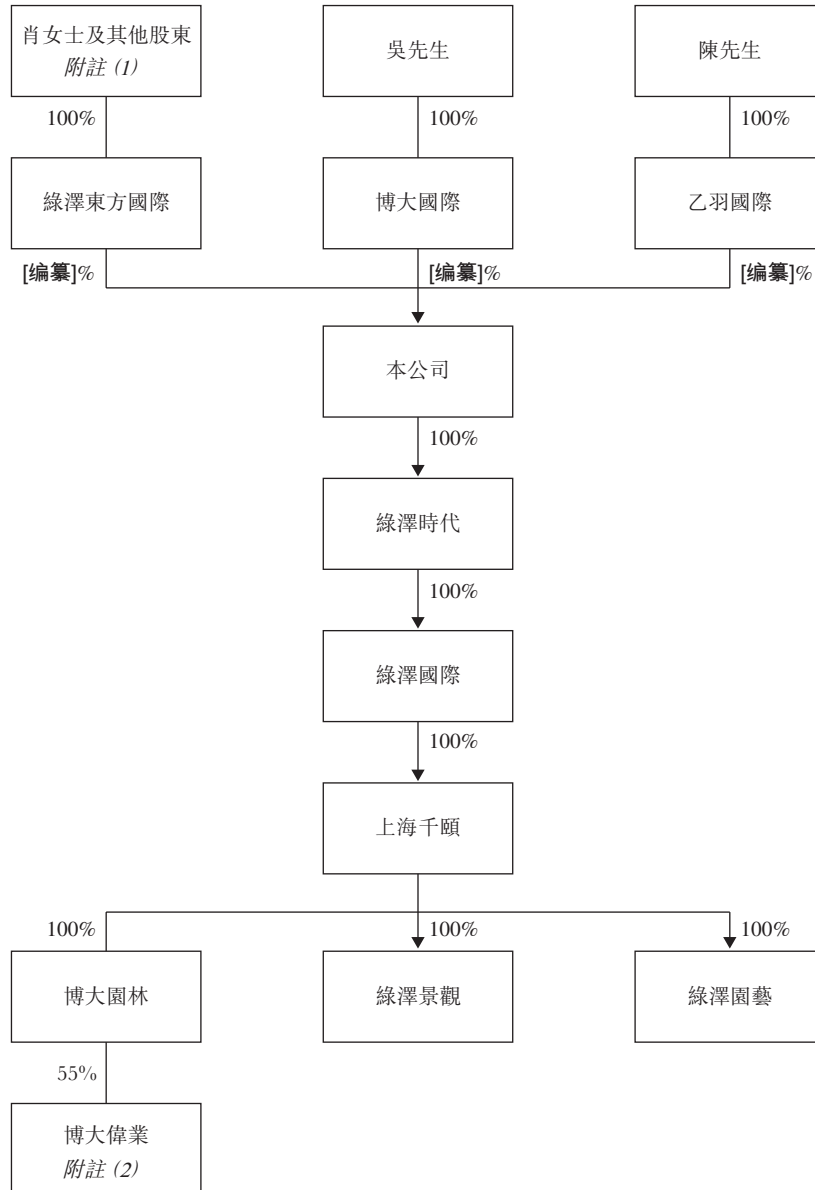 肖女士及其他股東
附註 (1)
吳先生
陳先生
100%
100%
100%
綠澤東方國際
博大國際
乙羽國際
[编纂]%
[编纂]%
[编纂]%
本公司
100%
綠澤時代
100%
綠澤國際
100%
上海千頤
100%
100%
100%
博大園林
綠澤景觀
綠澤園藝
55%
博大偉業
附註 (2)